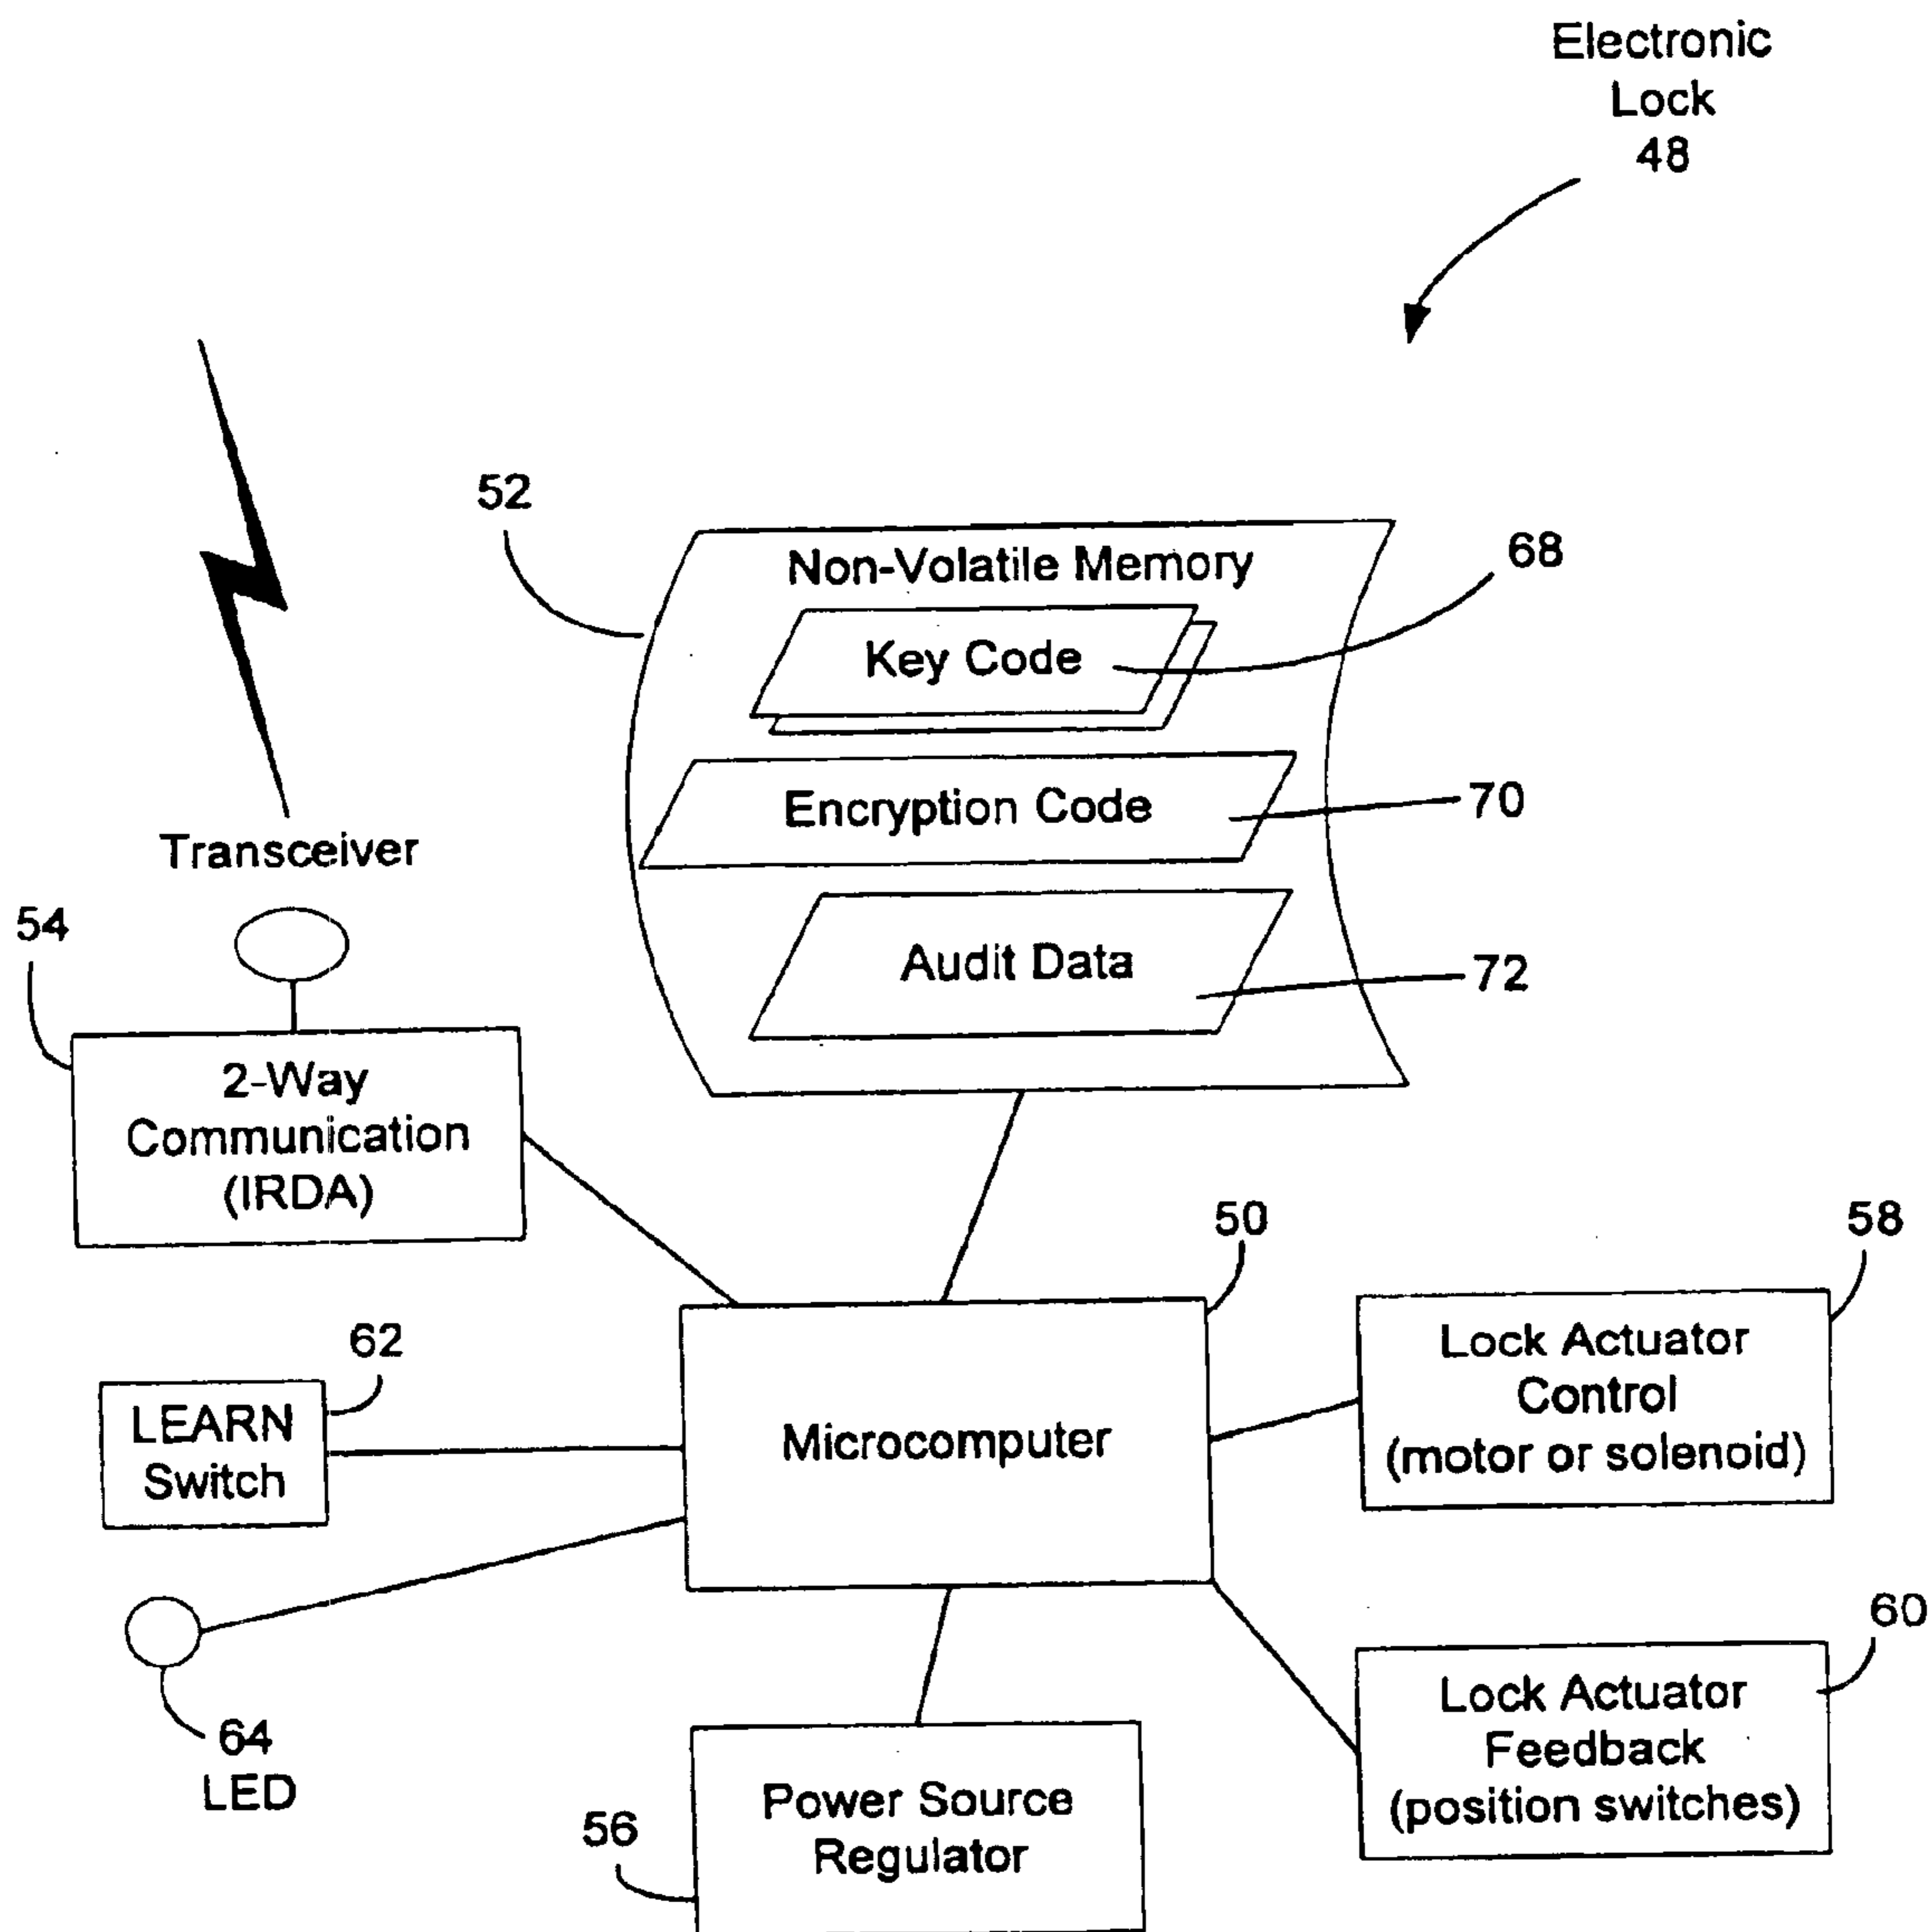 Electronic
Lock
48
52
Non-Volatile Memory
68
Key Code
Encryption Code
70
Transceiver
54
Audit Data
72
2-Way
Communication
(IRDA)
50
58
62
Lock Actuator
Control
(motor or solenoid)
LEARN
Switch
Microcomputer
60
64
LED
Lock Actuator
Feedback
(position switches)
56
Power Source
Regulator